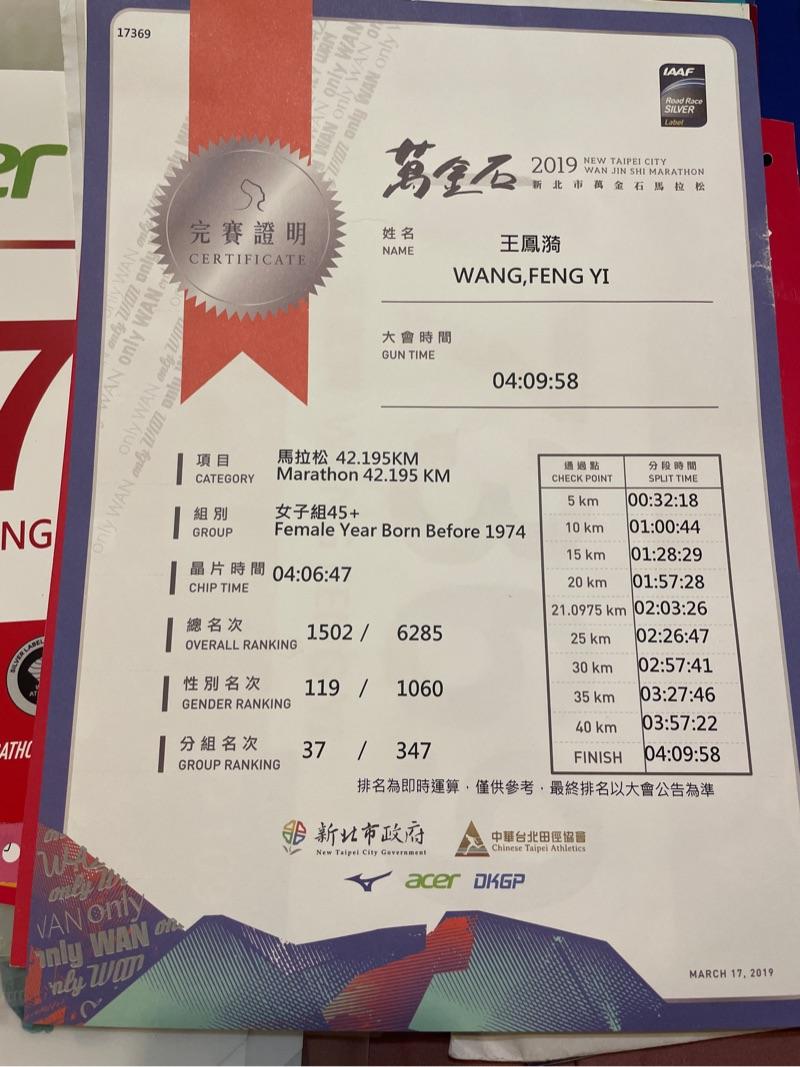 17369
IAAF
Road Race
SILVER
Label
萬金石 2019 NEW TAIPEI CITY
WAN JIN SHI MARATHON
新北市萬金石馬拉松
完賽證明
CERTIFICATE
姓名
NAME
王鳳漪
WANG,FENG YI
大會時間
GUN TIME
04:09:58
項目
CATEGORY
馬拉松 42.195KM
Marathon 42.195 KM
組別
GROUP
女子組45+
Female Year Born Before 1974
晶片時間
CHIP TIME
04:06:47
總名次
OVERALL RANKING
1502 / 6285
性別名次
GENDER RANKING
119 / 1060
分組名次
GROUP RANKING
37 / 347
通過點 分段時間
CHECK POINT SPLIT TIME
5 km 00:32:18
10 km 01:00:44
15 km 01:28:29
20 km 01:57:28
21.0975 km 02:03:26
25 km 02:26:47
30 km 02:57:41
35 km 03:27:46
40 km 03:57:22
FINISH 04:09:58
排名為即時運算，僅供參考，最終排名以大會公告為準
新北市政府
New Taipei City Government
中華台北田徑協會
Chinese Taipei Athletics
acer DKGP
MARCH 17, 2019
only WAN only WAN
only WAN
er
7
NG
SILVER LABEL